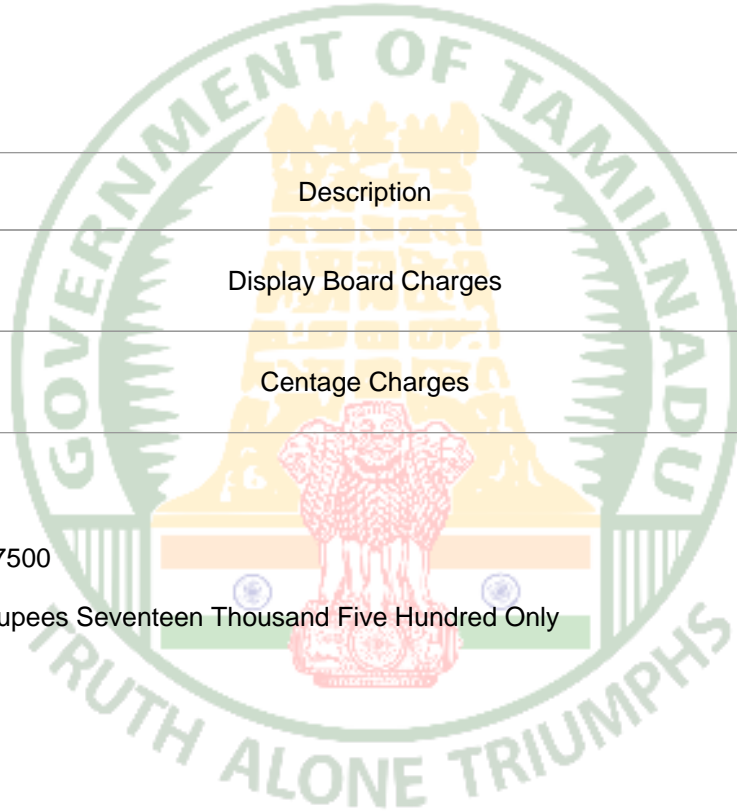 GOVERNMENT OF TAMILNADU
Description
Display Board Charges
Centage Charges
7500
upees Seventeen Thousand Five Hundred Only
TRUTH ALONE TRIUMPHS